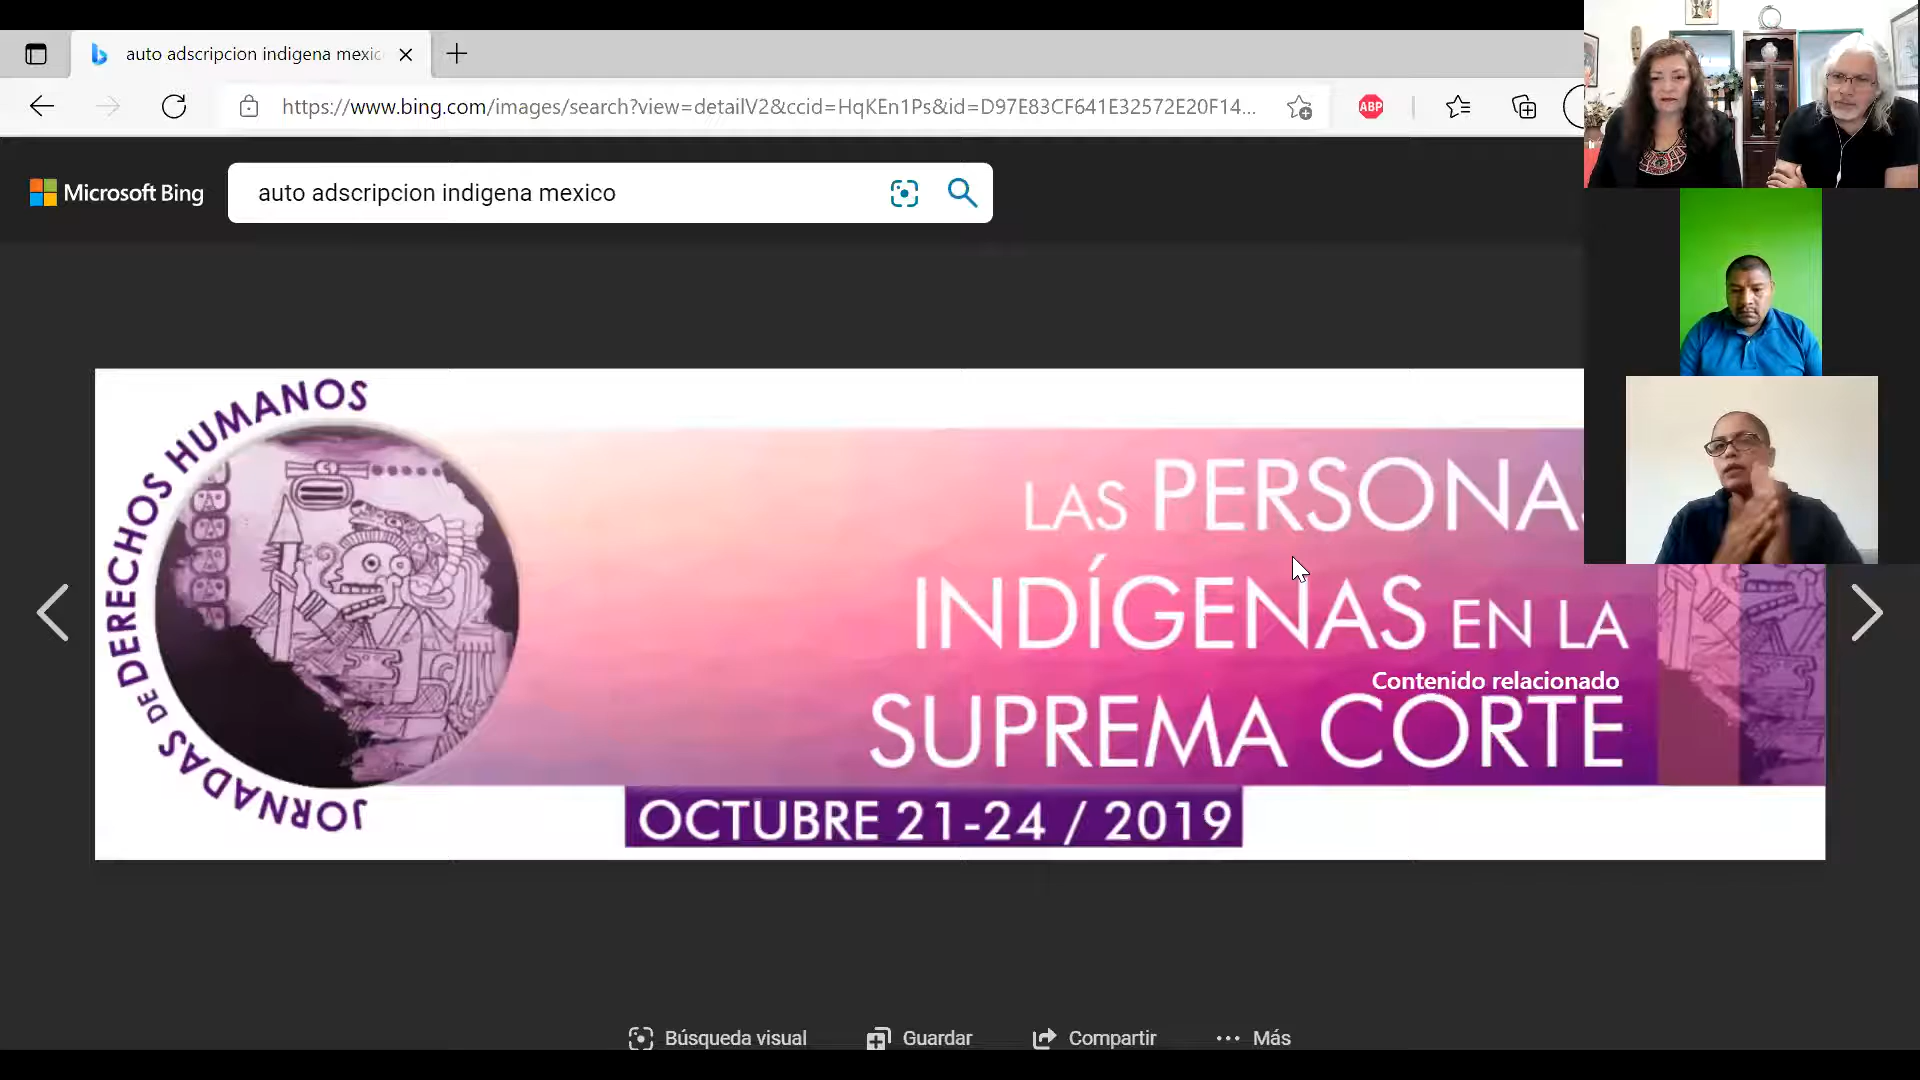 auto adscripcion indigena mexic
https://www.bing.com/images/search?view=detailV2&ccid=HqKEn1Ps&id=D97E83CF641E32572E20F14...
ABP
Microsoft Bing
auto adscripcion indigena mexico
JORNADAS DE DERECHOS HUMANOS
LAS PERSONAS
INDÍGENAS EN LA
Contenido relacionado
SUPREMA CORTE
OCTUBRE 21-24 / 2019
Búsqueda visual
Guardar
Compartir
Más